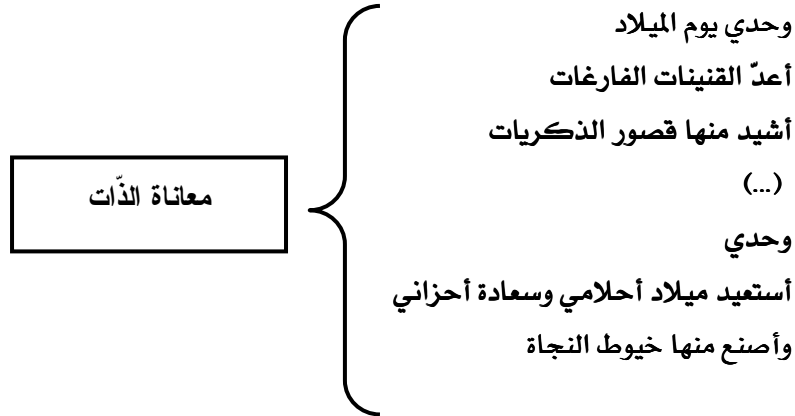 وحدي يوم الميلاد
أعدّ القنينات الفارغات
أشيد منها قصور الذكريات
(...)
وحدي
أستعيد ميلاد أحلامي وسعادة أحزاني
وأصنع منها خيوط النجاة
معاناة الذّات